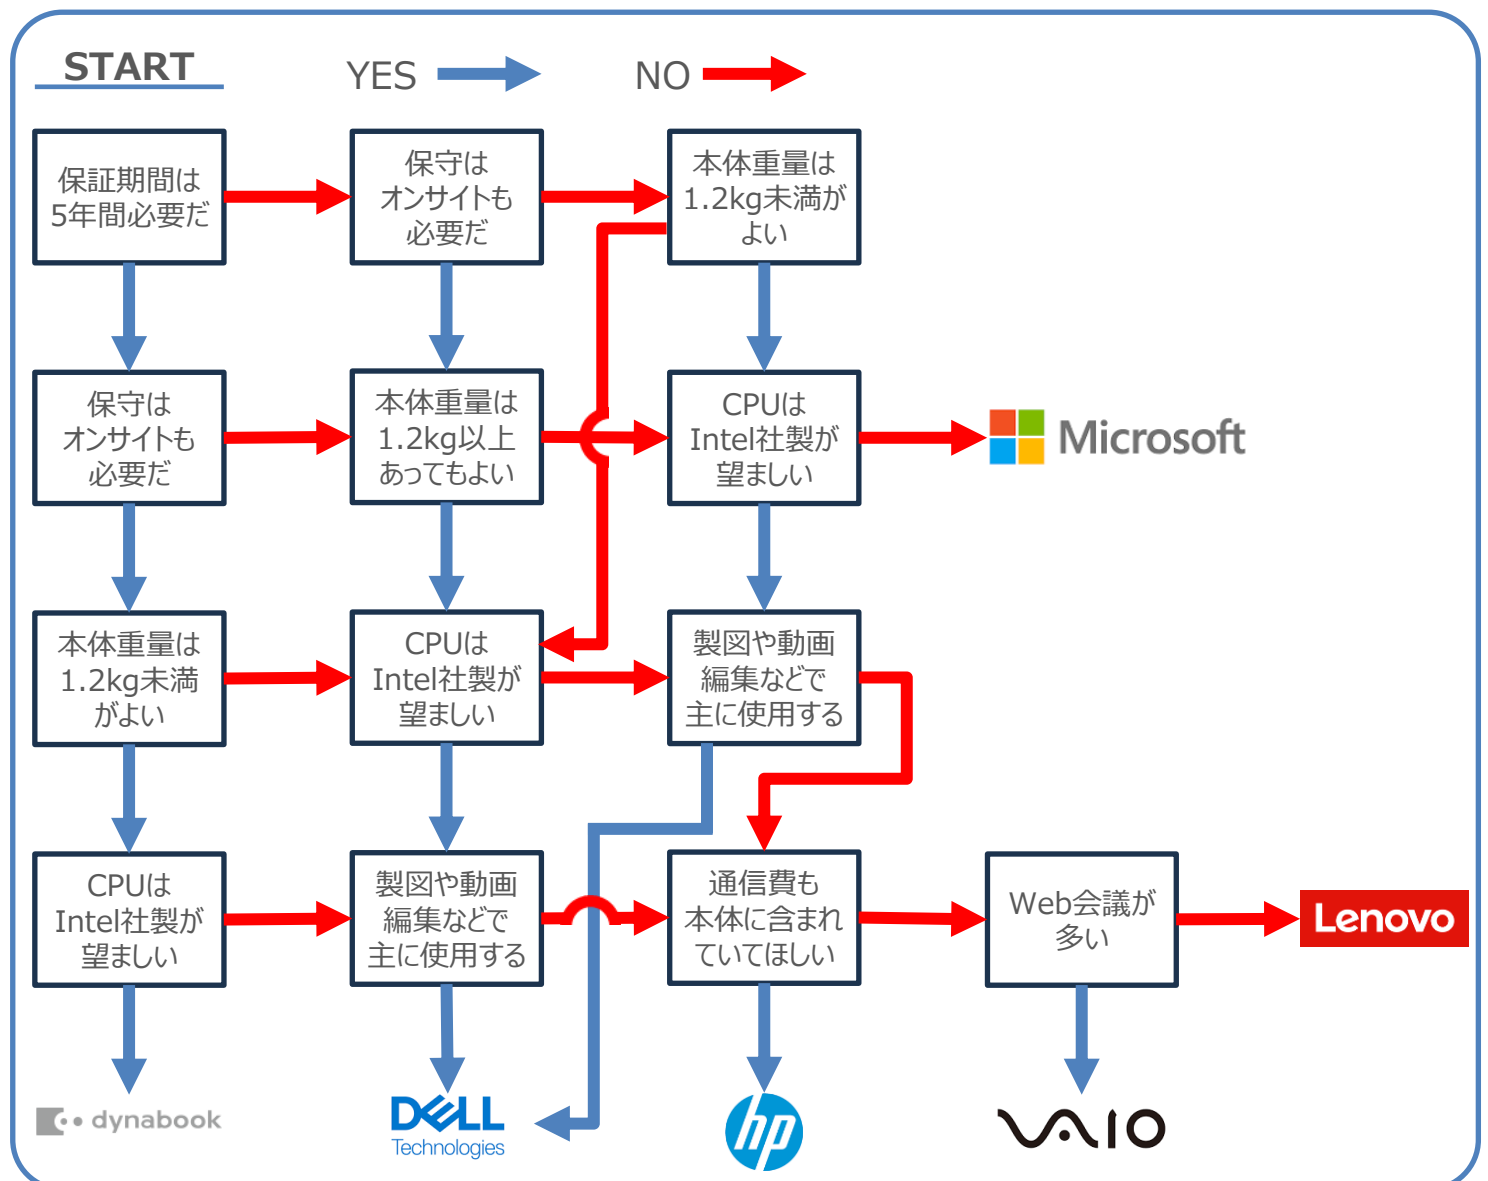 START
YES
NO
保証期間は
5年間必要だ
保守は
オンサイトも
必要だ
本体重量は
1.2kg未満が
よい
保守は
オンサイトも
必要だ
本体重量は
1.2kg以上
あってもよい
CPUは
Intel社製が
望ましい
Microsoft
本体重量は
1.2kg未満
がよい
CPUは
Intel社製が
望ましい
製図や動画
編集などで
主に使用する
CPUは
Intel社製が
望ましい
製図や動画
編集などで
主に使用する
通信費も
本体に含まれ
ていてほしい
Web会議が
多い
Lenovo
dynabook
DELL
Technologies
hp
VAIO